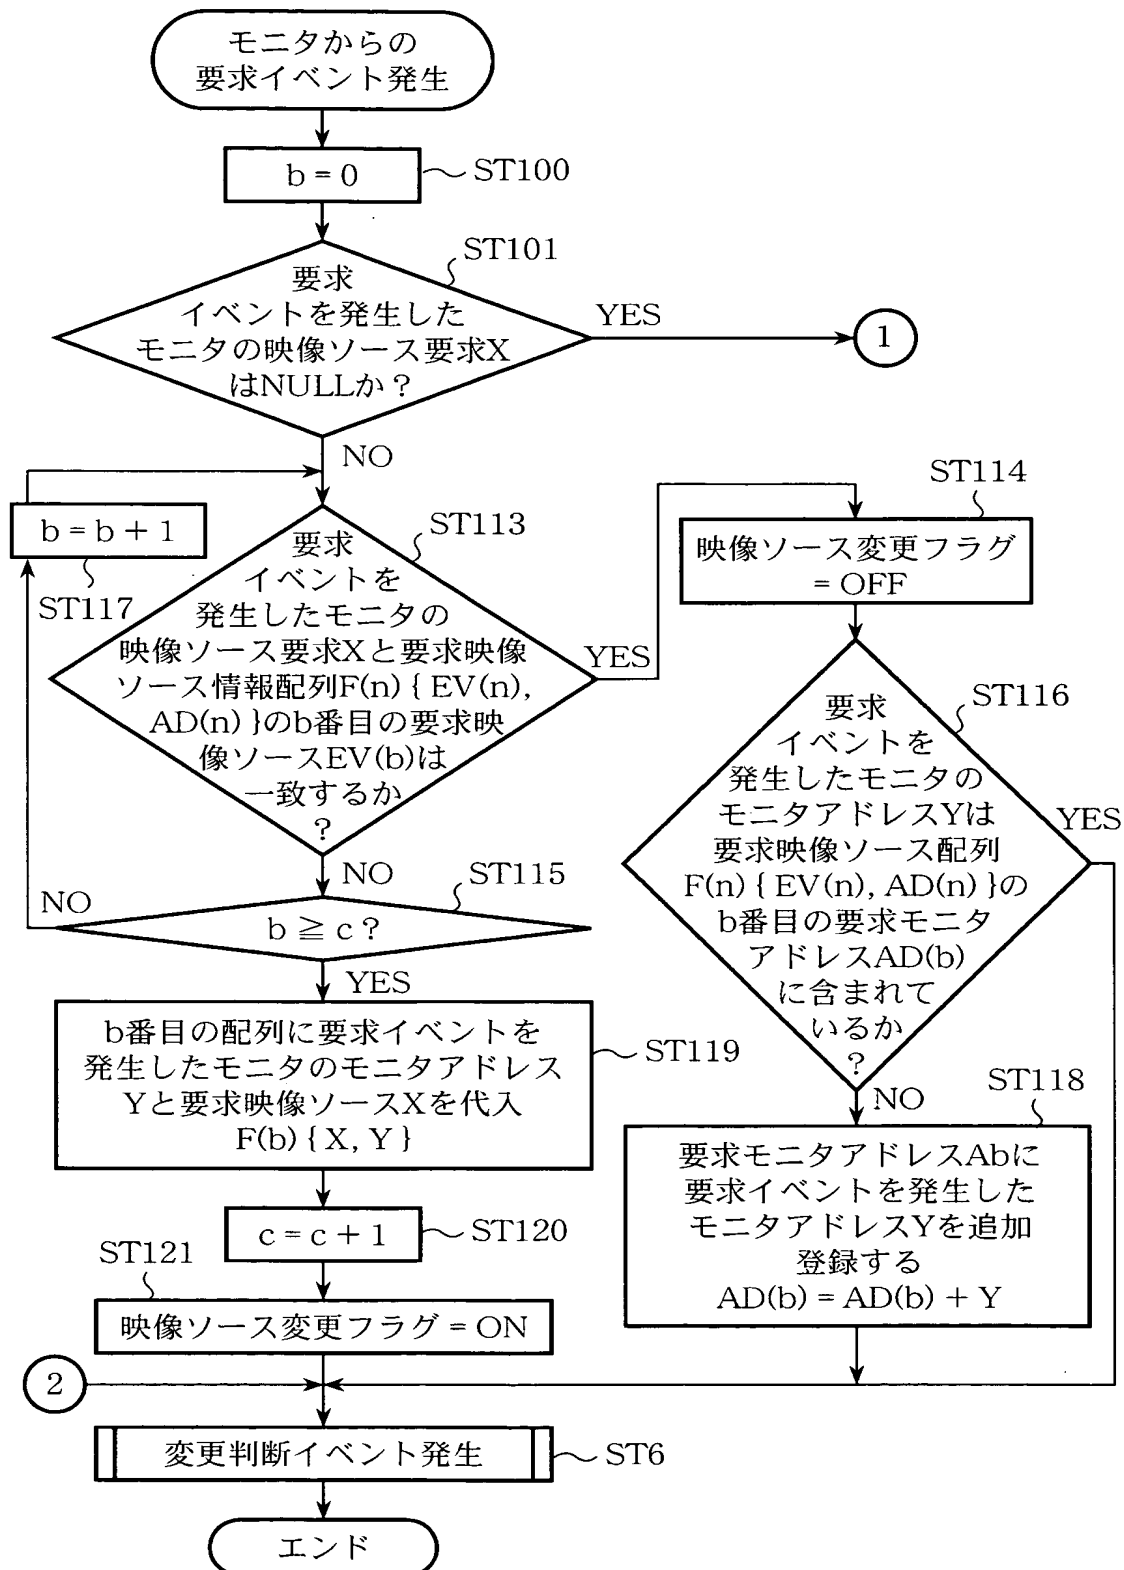 モニタからの
要求イベント発生
b = 0
ST100
要求
イベントを発生した
モニタの映像ソース要求X
はNULLか？
ST101
YES
1
NO
b = b + 1
ST117
要求
イベントを
発生したモニタの
映像ソース要求Xと要求映像
ソース情報配列F(n) { EV(n),
AD(n) }のb番目の要求映
像ソースEV(b)は
一致するか
？
ST113
YES
ST114
映像ソース変更フラグ
= OFF
NO
ST115
b ≧ c？
NO
YES
要求
イベントを
発生したモニタの
モニタアドレスYは
要求映像ソース配列
F(n) { EV(n), AD(n) }の
b番目の要求モニタ
アドレスAD(b)
に含まれて
いるか
？
ST116
YES
NO
b番目の配列に要求イベントを
発生したモニタのモニタアドレス
Yと要求映像ソースXを代入
F(b) { X, Y }
ST119
ST118
要求モニタアドレスAbに
要求イベントを発生した
モニタアドレスYを追加
登録する
AD(b) = AD(b) + Y
c = c + 1
ST120
ST121
映像ソース変更フラグ = ON
2
変更判断イベント発生
ST6
エンド